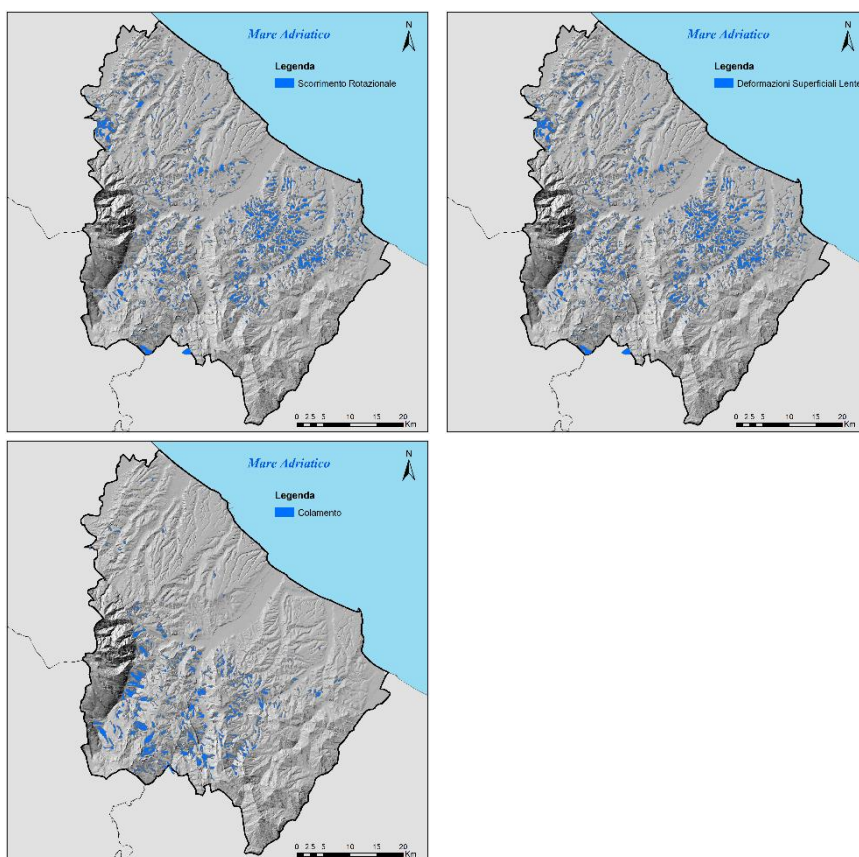 Mare Adriatico
N
Legenda
Scorrimento Rotazionale
0 2.5 5 10 15 20
Km
Mare Adriatico
N
Legenda
Deformazioni Superficiali Lente
0 2.5 5 10 15 20
Km
Mare Adriatico
N
Legenda
Colamento
0 2.5 5 10 15 20
Km